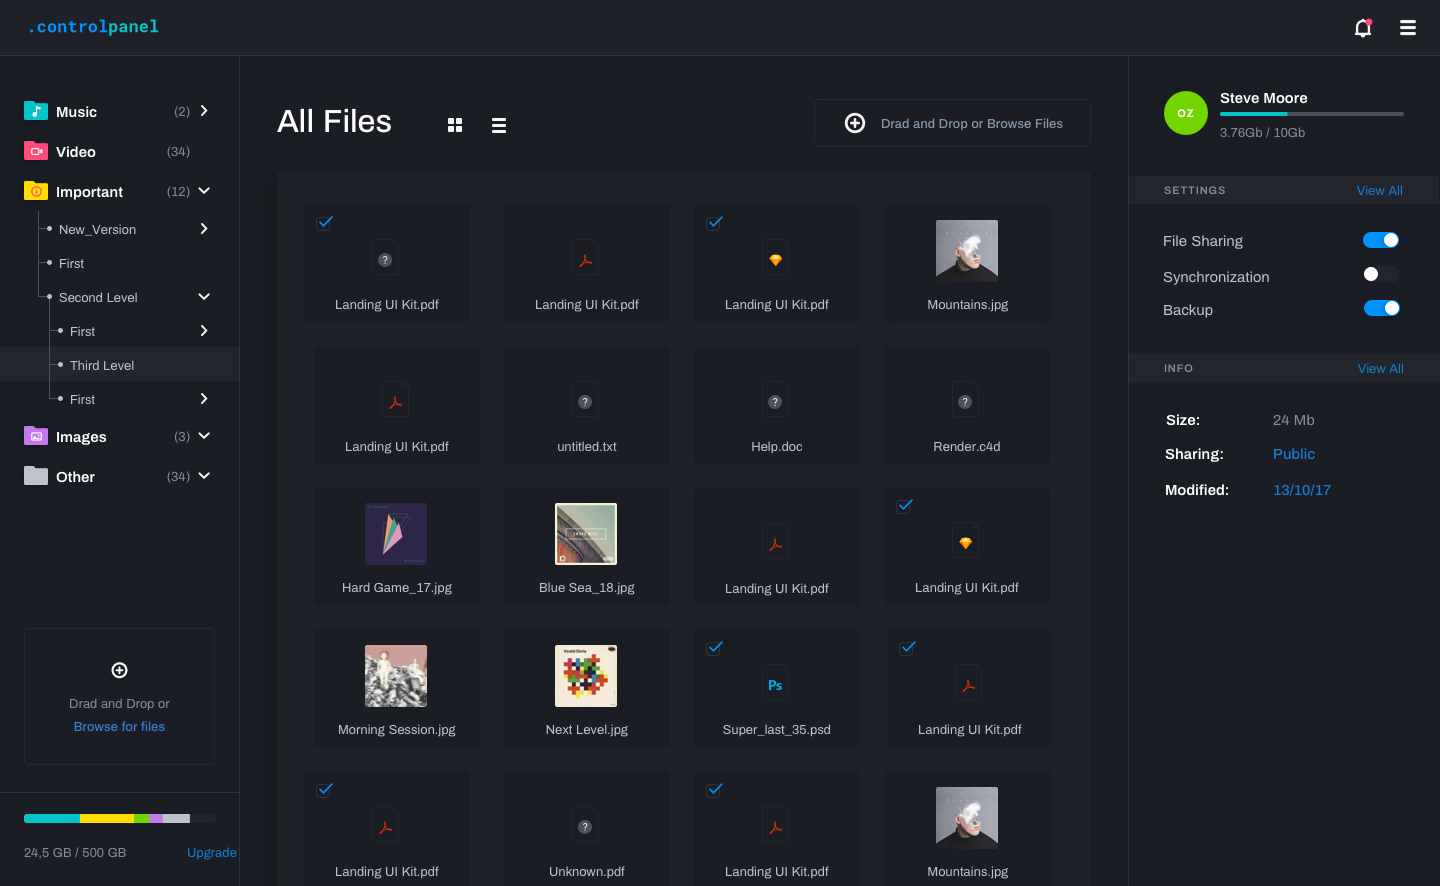 .controlpanel
Music (2)
Video (34)
Important (12)
New_Version
First
Second Level
First
Third Level
First
Images (3)
Other (34)
Drad and Drop or
Browse for files
24,5 GB / 500 GB Upgrade
All Files
Drad and Drop or Browse Files
Landing UI Kit.pdf
Landing UI Kit.pdf
Landing UI Kit.pdf
Mountains.jpg
Landing UI Kit.pdf
untitled.txt
Help.doc
Render.c4d
Hard Game_17.jpg
Blue Sea_18.jpg
Landing UI Kit.pdf
Landing UI Kit.pdf
Morning Session.jpg
Next Level.jpg
Ps
Super_last_35.psd
Landing UI Kit.pdf
Landing UI Kit.pdf
Unknown.pdf
Landing UI Kit.pdf
Mountains.jpg
OZ
Steve Moore
3.76Gb / 10Gb
SETTINGS View All
File Sharing
Synchronization
Backup
INFO View All
Size: 24 Mb
Sharing: Public
Modified: 13/10/17